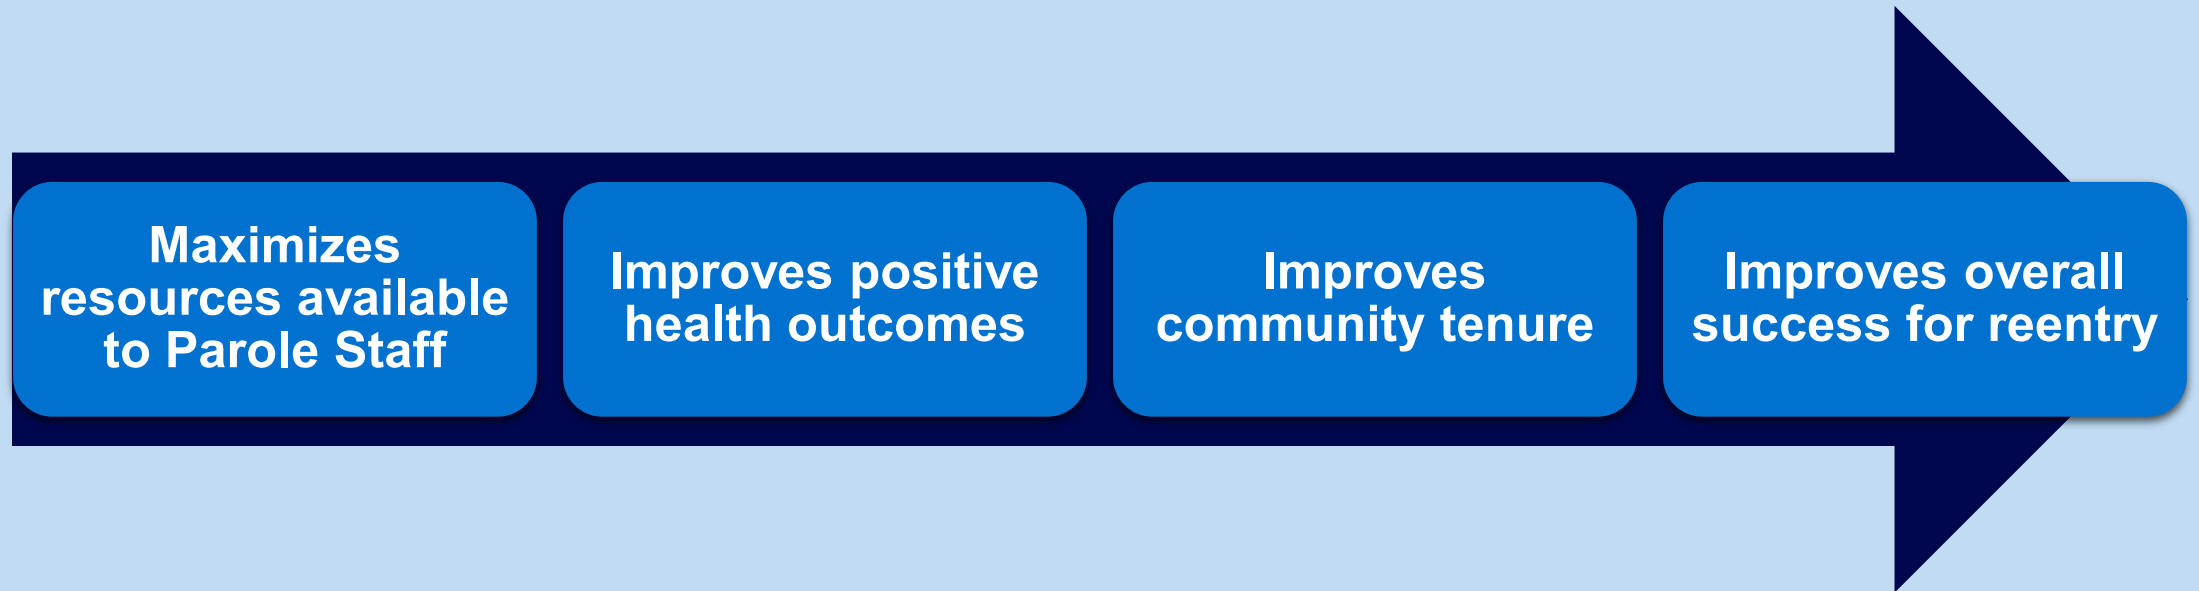 Maximizes
resources available
to Parole Staff
Improves positive
health outcomes
Improves
community tenure
Improves overall
success for reentry